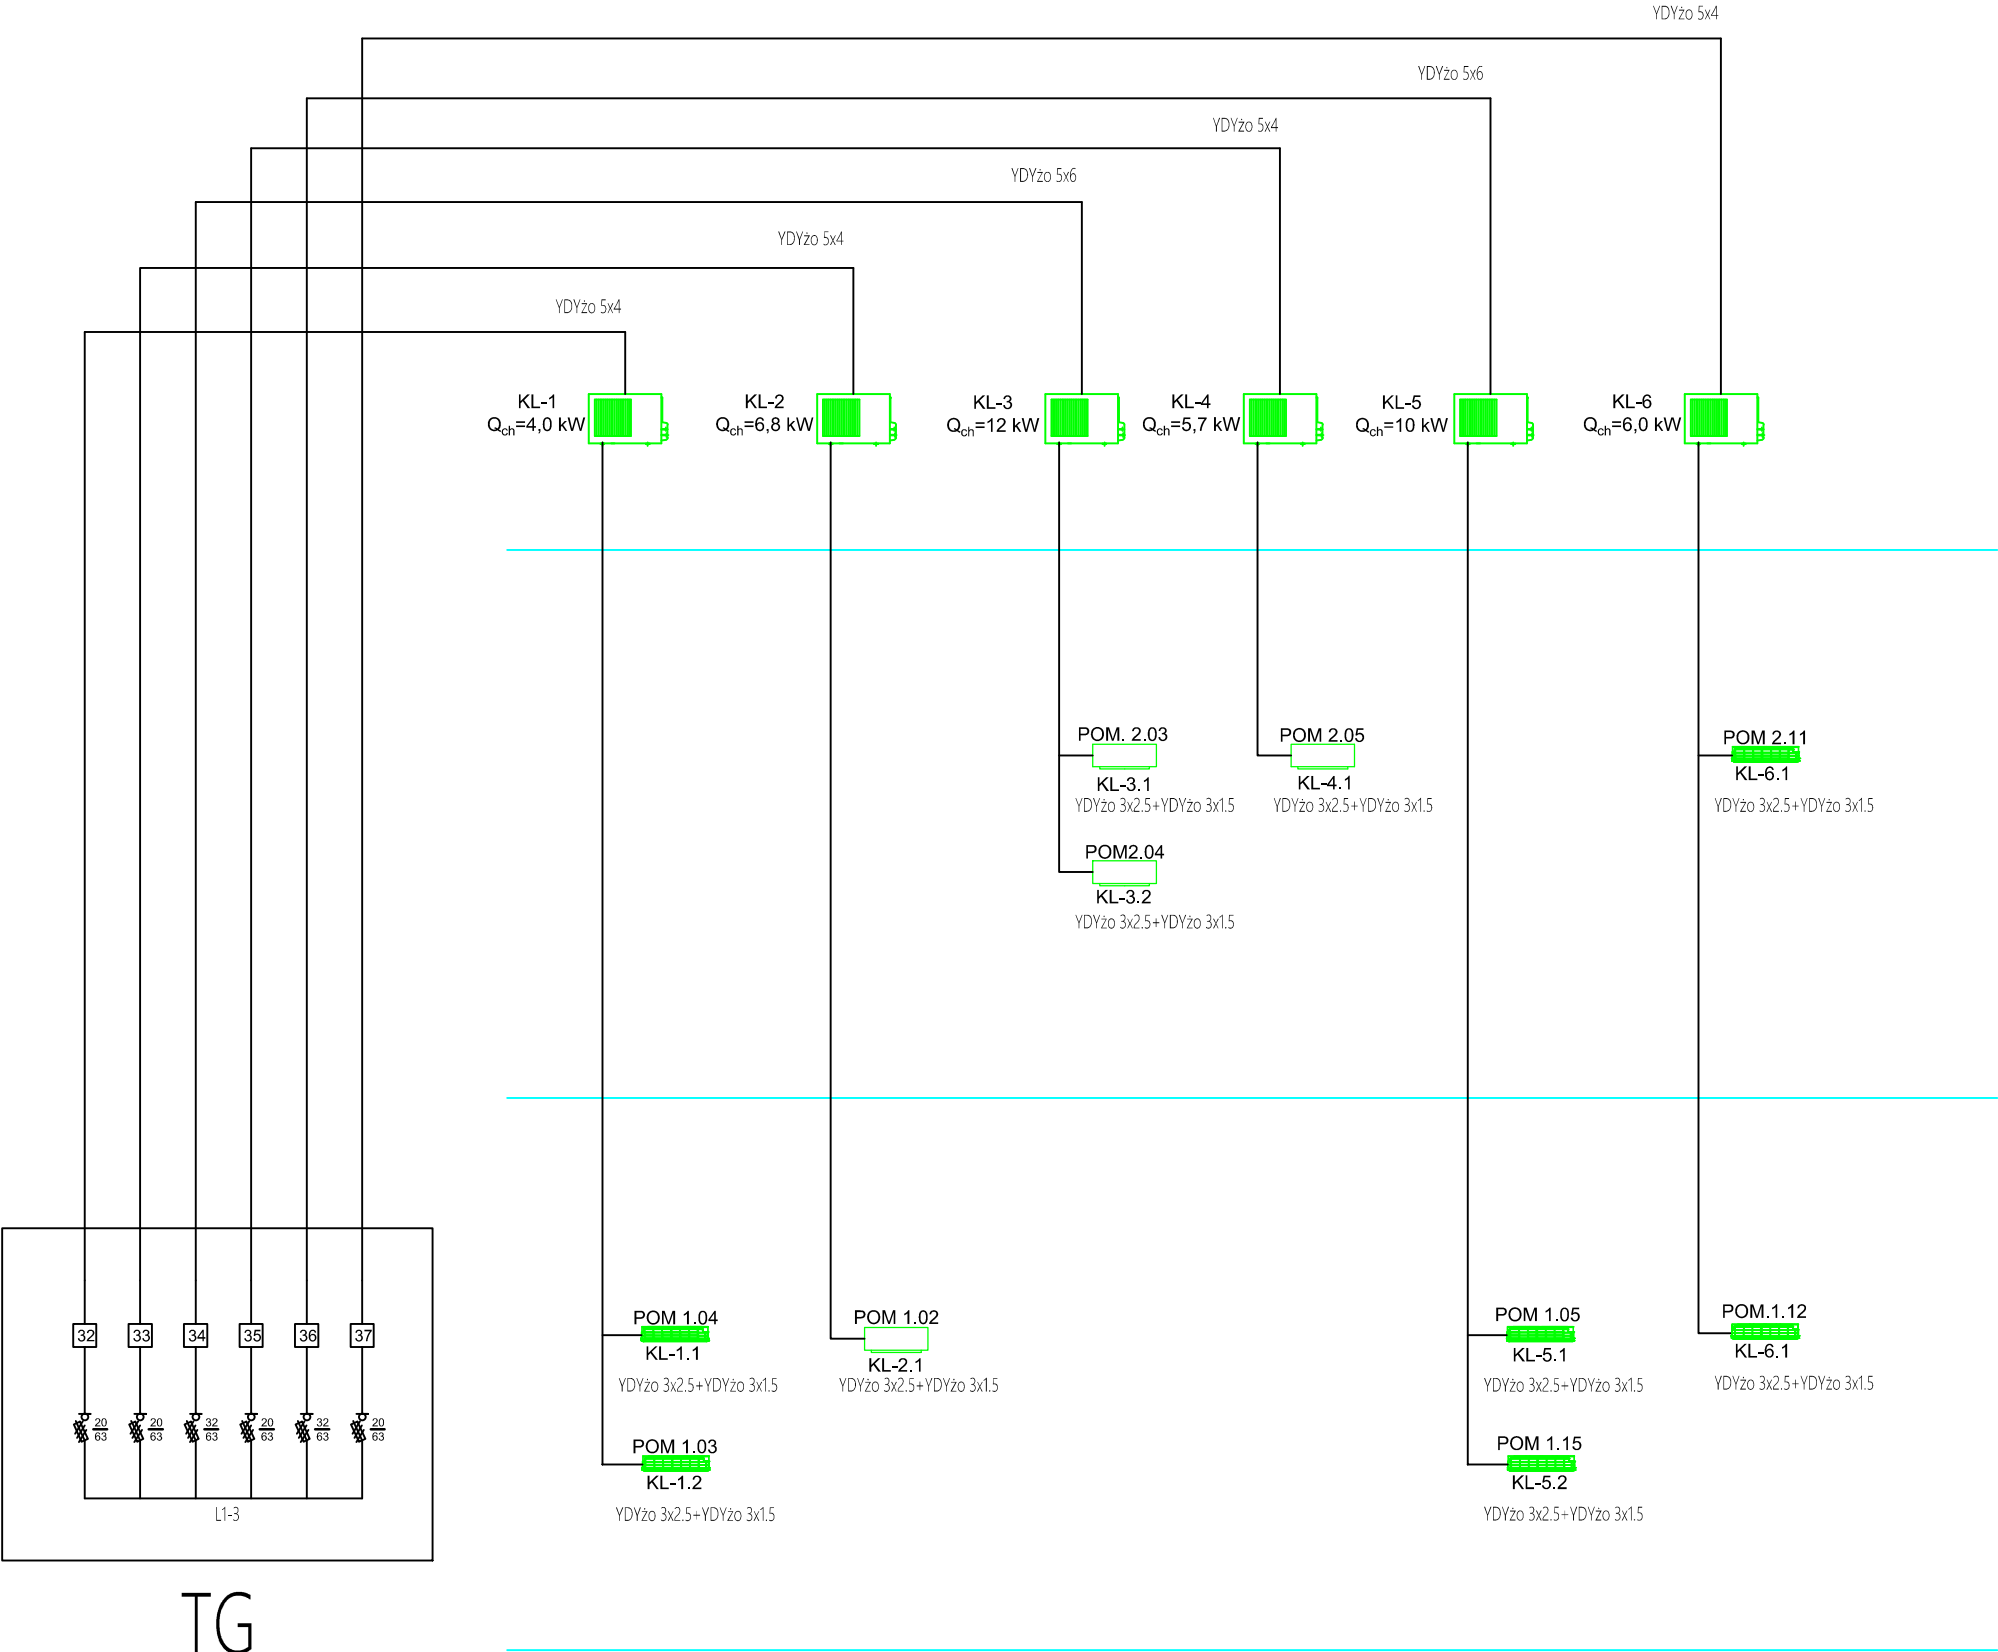 YDYżo 5x4
YDYżo 5x6
YDYżo 5x4
YDYżo 5x6
YDYżo 5x4
YDYżo 5x4
KL-1
Qch=4,0 kW
KL-2
Qch=6,8 kW
KL-3
Qch=12 kW
KL-4
Qch=5,7 kW
KL-5
Qch=10 kW
KL-6
Qch=6,0 kW
POM. 2.03
KL-3.1
YDYżo 3x2.5+YDYżo 3x1.5
POM 2.05
KL-4.1
YDYżo 3x2.5+YDYżo 3x1.5
POM 2.11
KL-6.1
YDYżo 3x2.5+YDYżo 3x1.5
POM2.04
KL-3.2
YDYżo 3x2.5+YDYżo 3x1.5
32 33 34 35 36 37
20
63
20
63
32
63
20
63
32
63
20
63
L1-3
TG
POM 1.04
KL-1.1
YDYżo 3x2.5+YDYżo 3x1.5
POM 1.02
KL-2.1
YDYżo 3x2.5+YDYżo 3x1.5
POM 1.05
KL-5.1
YDYżo 3x2.5+YDYżo 3x1.5
POM.1.12
KL-6.1
YDYżo 3x2.5+YDYżo 3x1.5
POM 1.03
KL-1.2
YDYżo 3x2.5+YDYżo 3x1.5
POM 1.15
KL-5.2
YDYżo 3x2.5+YDYżo 3x1.5